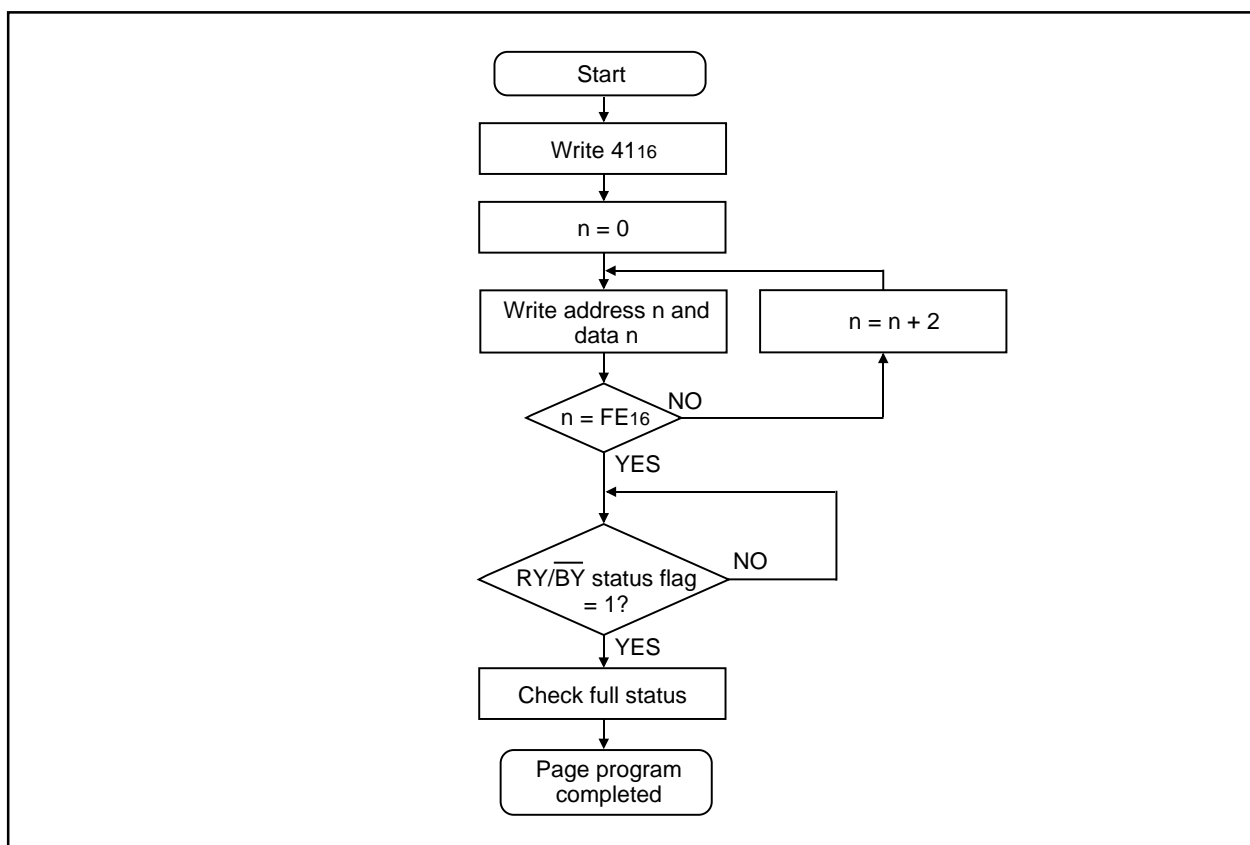 Start
Write 41₁₆
n = 0
Write address n and
data n
n = n + 2
n = FE₁₆
NO
YES
RY/B̅Y̅ status flag
= 1?
NO
YES
Check full status
Page program
completed